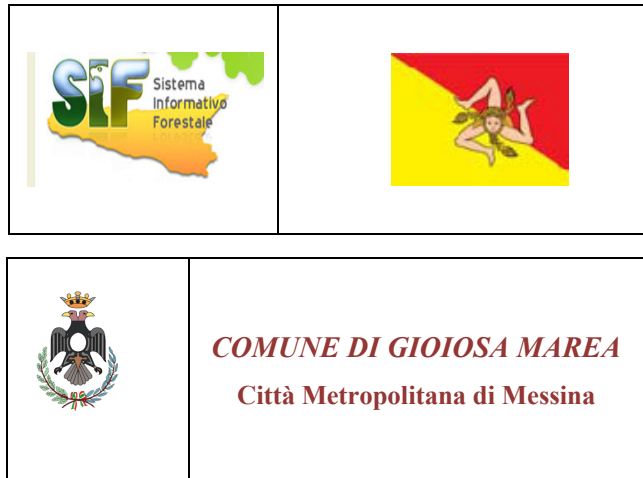 SIF Sistema
Informativo
Forestale
COMUNE DI GIOIOSA MAREA
Città Metropolitana di Messina